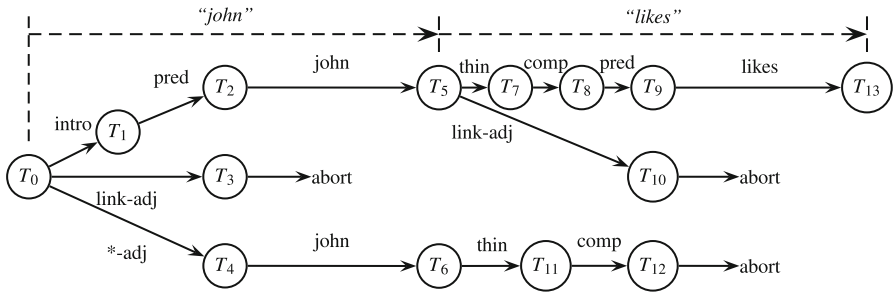 “john” “likes”
pred john thin comp pred likes
T2 T5 T7 T8 T9 T13
intro T1
link-adj
T0 T3 abort T10 abort
link-adj
*-adj john thin comp
T4 T6 T11 T12 abort